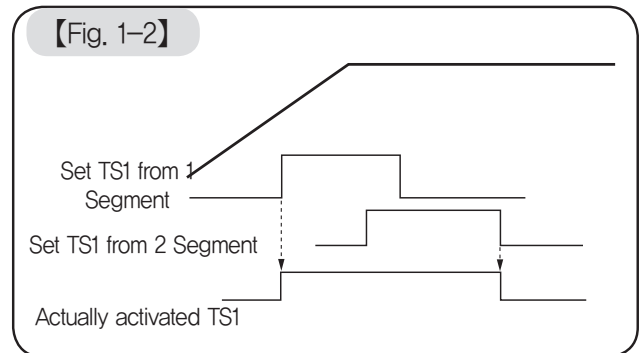 【Fig. 1-2】
Set TS1 from 1
Segment
Set TS1 from 2 Segment
Actually activated TS1